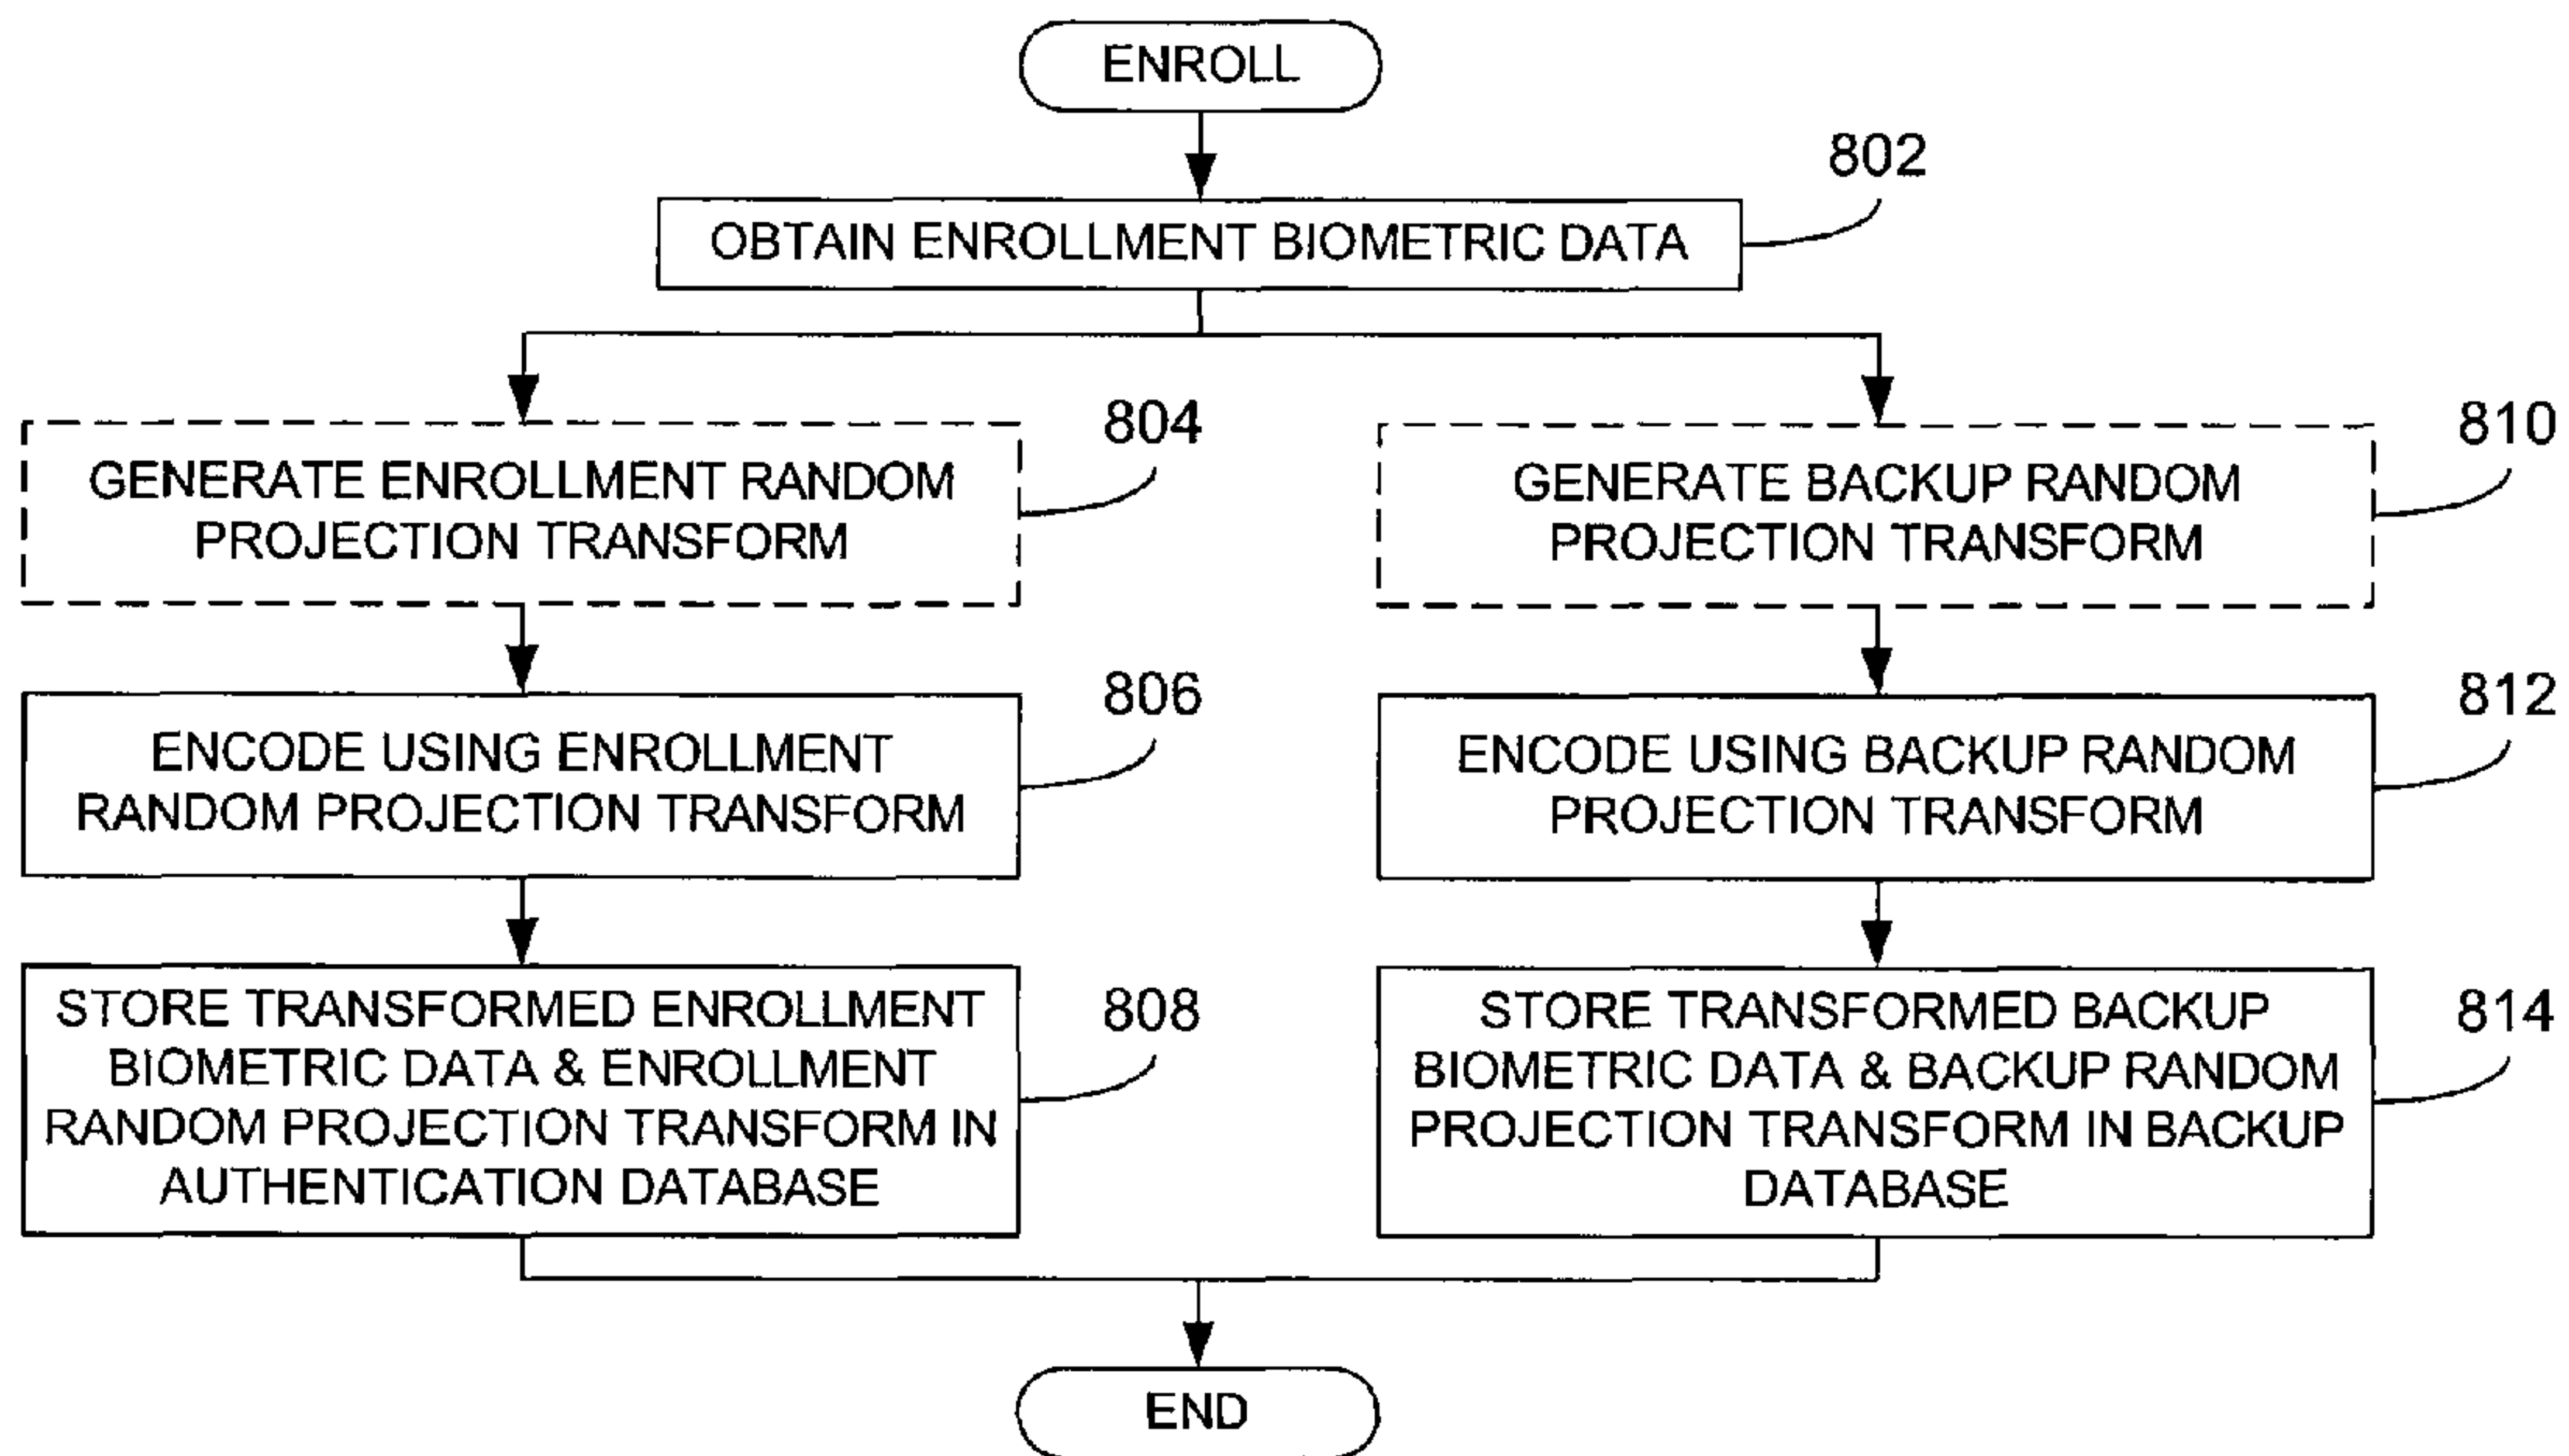 ENROLL
802
OBTAIN ENROLLMENT BIOMETRIC DATA
804
GENERATE ENROLLMENT RANDOM
PROJECTION TRANSFORM
810
GENERATE BACKUP RANDOM
PROJECTION TRANSFORM
806
ENCODE USING ENROLLMENT
RANDOM PROJECTION TRANSFORM
812
ENCODE USING BACKUP RANDOM
PROJECTION TRANSFORM
808
STORE TRANSFORMED ENROLLMENT
BIOMETRIC DATA & ENROLLMENT
RANDOM PROJECTION TRANSFORM IN
AUTHENTICATION DATABASE
814
STORE TRANSFORMED BACKUP
BIOMETRIC DATA & BACKUP RANDOM
PROJECTION TRANSFORM IN BACKUP
DATABASE
END